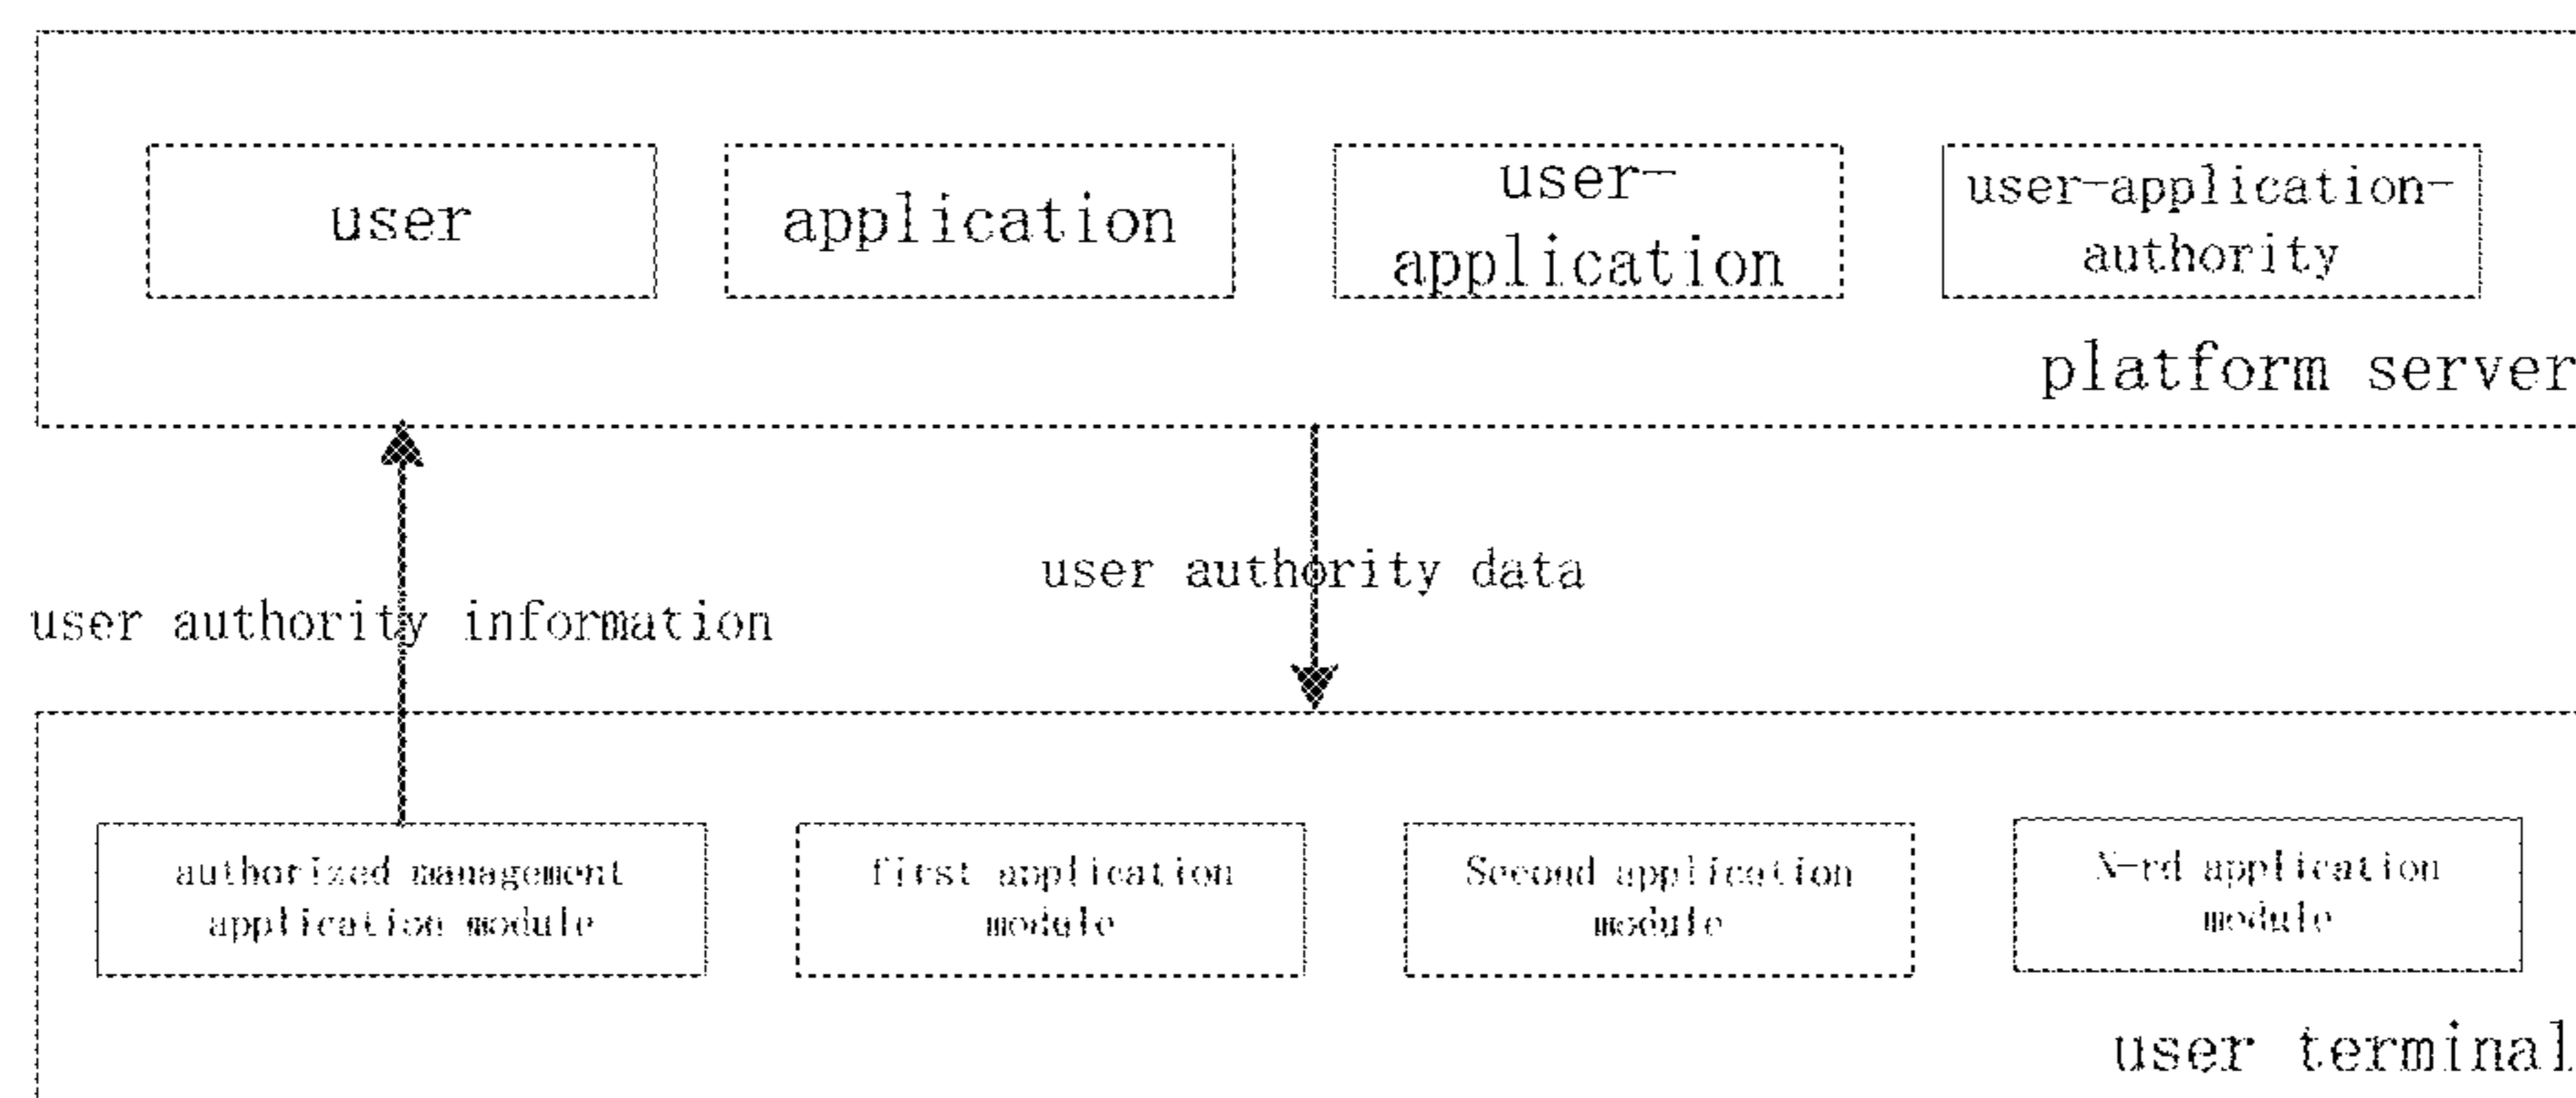 user
application
user-
application
user-application-
authority
platform server
user authority data
user authority information
authorized management
application module
first application
module
Second application
module
N-rd application
module
user terminal